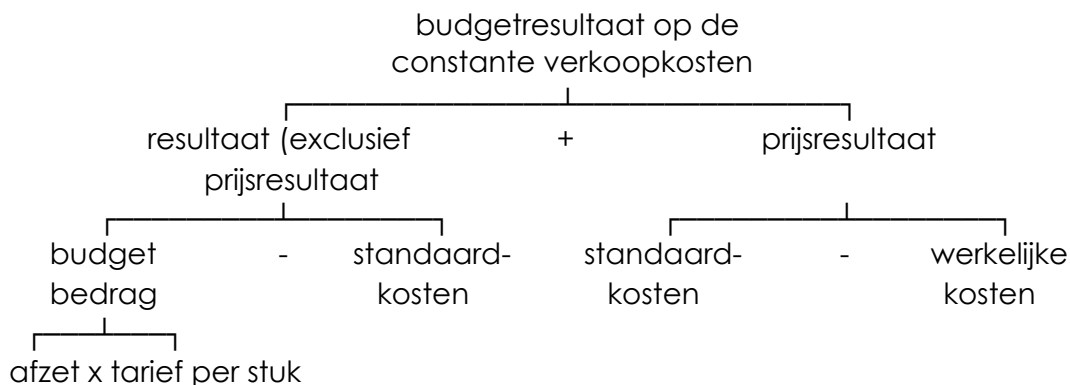 budgetresultaat op de
constante verkoopkosten
resultaat (exclusief + prijsresultaat
prijsresultaat
budget - standaard- standaard- - werkelijke
bedrag kosten kosten kosten
afzet x tarief per stuk